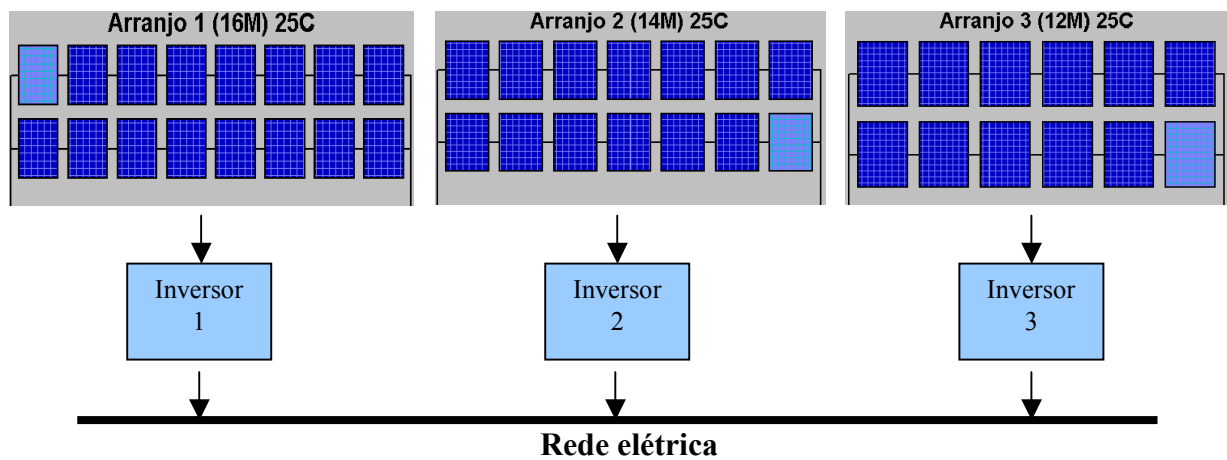 Arranjo 1 (16M) 25C
Arranjo 2 (14M) 25C
Arranjo 3 (12M) 25C
Inversor
1
Inversor
2
Inversor
3
Rede elétrica